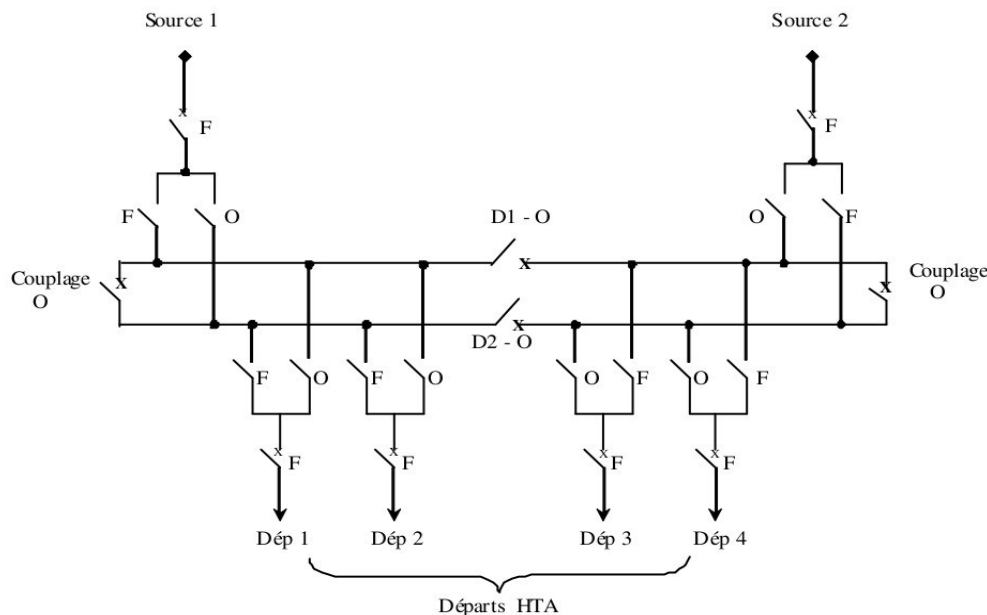 Source 1
Source 2
x F
x F
F O
D1 - O
O F
Couplage O
x
x
x
Couplage O
D2 - O
x
F O F O
O F O F
x F
x F
x F
x F
Dép 1
Dép 2
Dép 3
Dép 4
Départs HTA